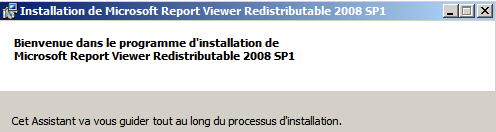 Installation de Microsoft Report Viewer Redistributable 2008 SP1
Bienvenue dans le programme d'installation de
Microsoft Report Viewer Redistributable 2008 SP1
Cet Assistant va vous guider tout au long du processus d'installation.